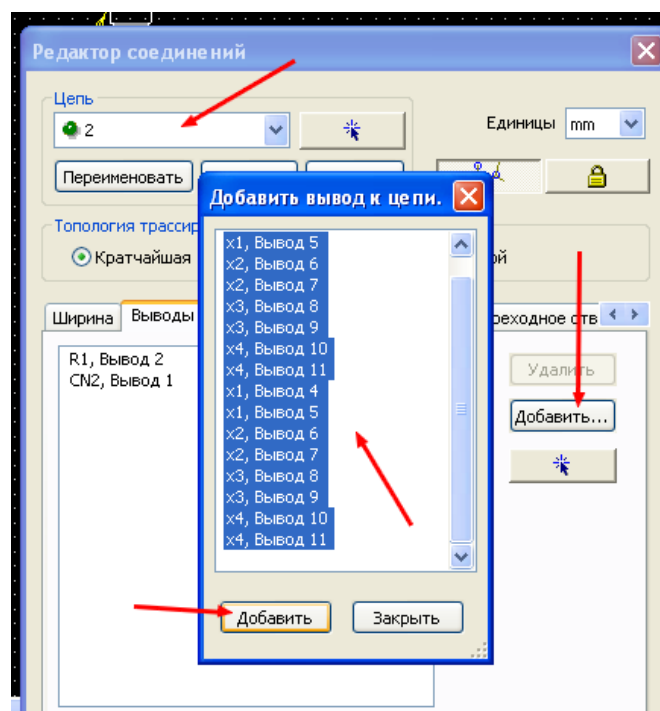 Редактор соединений
Цепь
2
Единицы mm
Переименовать
Топология трассир
Кратчайшая
ой
Ширина Выводы
реходное отв
R1, Вывод 2
CN2, Вывод 1
Удалить
Добавить...
Добавить вывод к цепи.
x1, Вывод 5
x2, Вывод 6
x2, Вывод 7
x3, Вывод 8
x3, Вывод 9
x4, Вывод 10
x4, Вывод 11
x1, Вывод 4
x1, Вывод 5
x2, Вывод 6
x2, Вывод 7
x3, Вывод 8
x3, Вывод 9
x4, Вывод 10
x4, Вывод 11
Добавить Закрыть